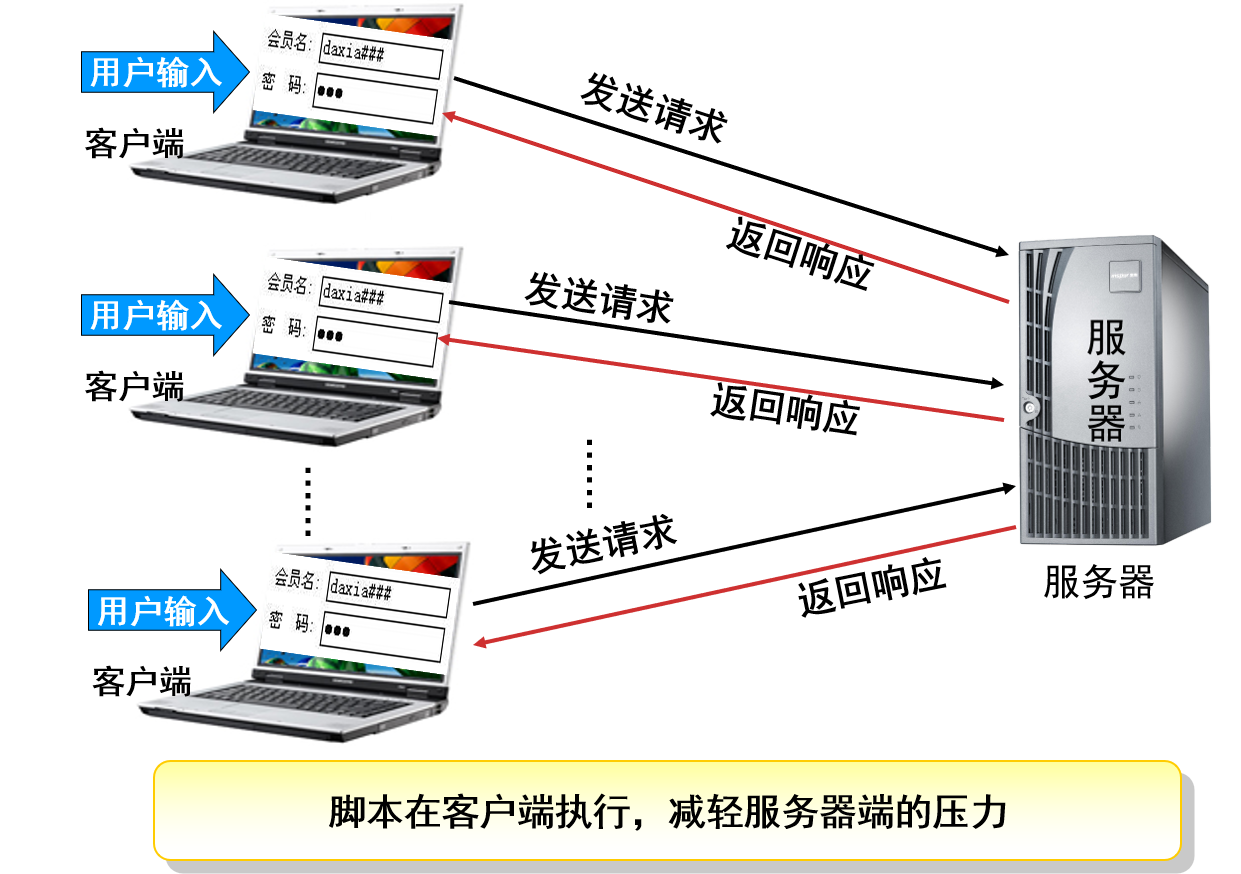 会员名: daxia###
密 码: ●●●
用户输入
客户端
发送请求
返回响应
会员名: daxia###
密 码: ●●●
用户输入
客户端
发送请求
返回响应
服务器
会员名: daxia###
密 码: ●●●
用户输入
客户端
发送请求
返回响应
服务器
脚本在客户端执行，减轻服务器端的压力